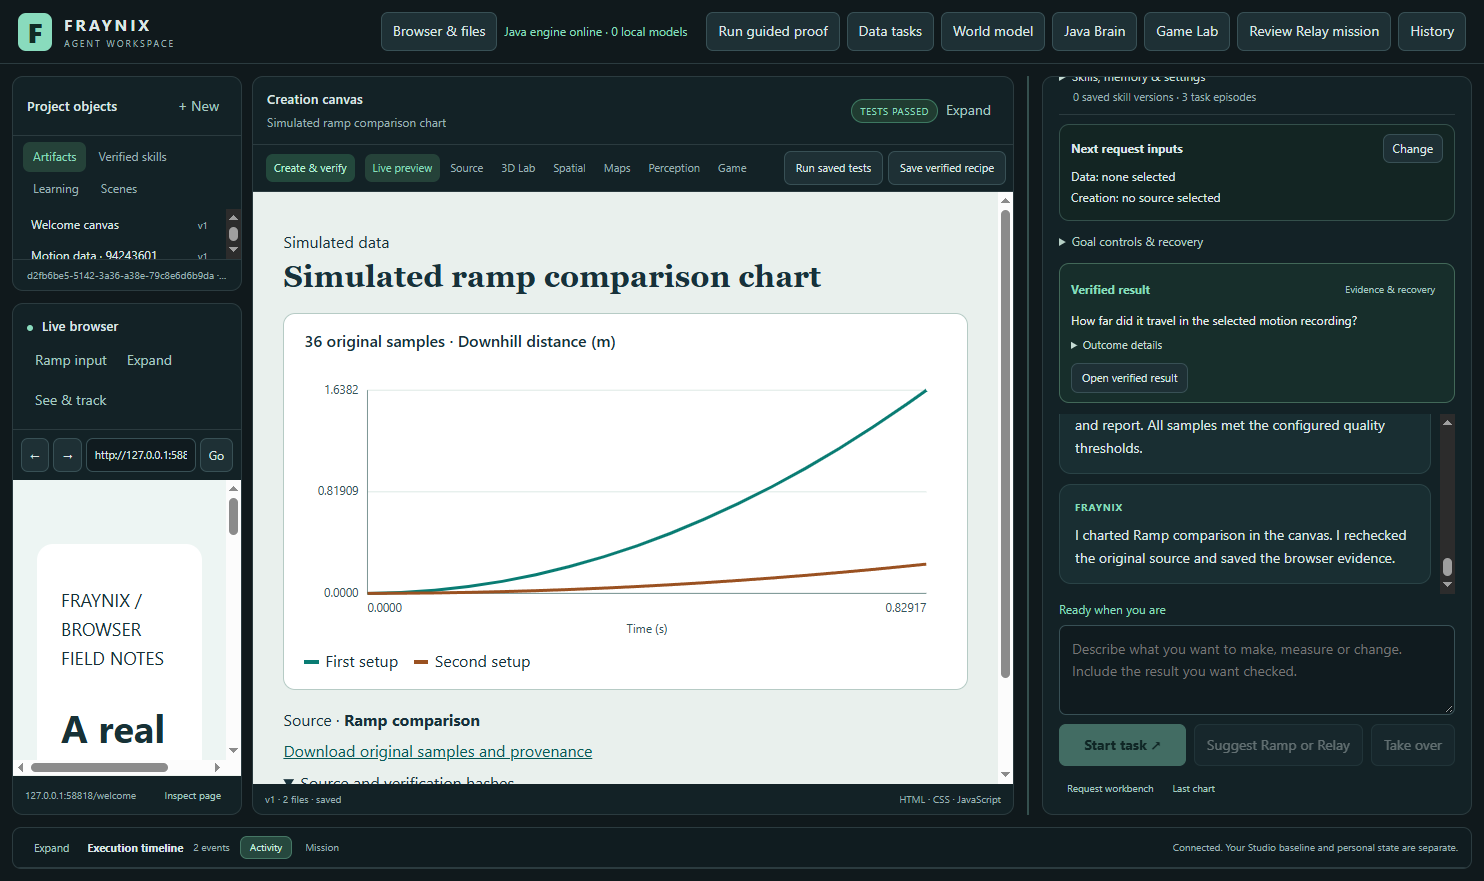 F
FRAYNIX
AGENT WORKSPACE
Browser & files
Java engine online · 0 local models
Run guided proof
Data tasks
World model
Java Brain
Game Lab
Review Relay mission
History
Project objects
+ New
Artifacts
Verified skills
Learning
Scenes
Welcome canvas
v1
Motion data · 94243601
v1
d2fb6be5-5142-3a36-a38e-79c8e6d6b9da ·...
Live browser
Ramp input
Expand
See & track
←
→
http://127.0.0.1:588
Go
FRAYNIX /
BROWSER
FIELD NOTES
A real
127.0.0.1:58818/welcome
Inspect page
Creation canvas
Simulated ramp comparison chart
TESTS PASSED
Expand
Create & verify
Live preview
Source
3D Lab
Spatial
Maps
Perception
Game
Run saved tests
Save verified recipe
Simulated data
Simulated ramp comparison chart
36 original samples · Downhill distance (m)
1.6382
0.81909
0.0000
0.0000
0.82917
Time (s)
First setup
Second setup
Source · Ramp comparison
Download original samples and provenance
▼ Source and verification hashes
v1 · 2 files · saved
HTML · CSS · JavaScript
▶ Skills, memory & settings
0 saved skill versions · 3 task episodes
Next request inputs
Change
Data: none selected
Creation: no source selected
▶ Goal controls & recovery
Verified result
Evidence & recovery
How far did it travel in the selected motion recording?
▶ Outcome details
Open verified result
and report. All samples met the configured quality
thresholds.
FRAYNIX
I charted Ramp comparison in the canvas. I rechecked
the original source and saved the browser evidence.
Ready when you are
Describe what you want to make, measure or change.
Include the result you want checked.
Start task ↗
Suggest Ramp or Relay
Take over
Request workbench
Last chart
Expand
Execution timeline
2 events
Activity
Mission
Connected. Your Studio baseline and personal state are separate.